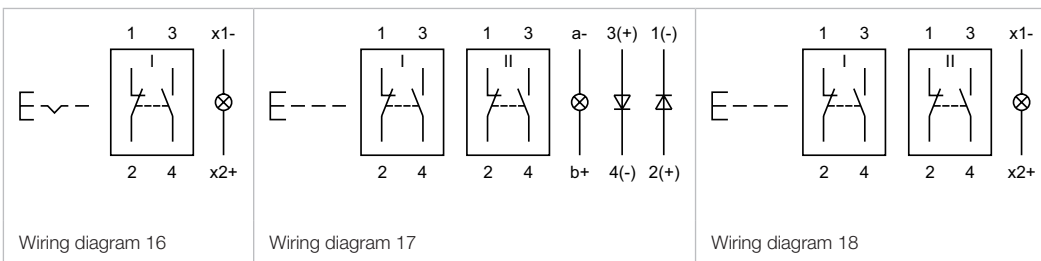 1 3 x1-
I
2 4 x2+
Wiring diagram 16
1 3 1 3 a- 3(+) 1(-)
I II
2 4 2 4 b+ 4(-) 2(+)
Wiring diagram 17
1 3 1 3 x1-
I II
2 4 2 4 x2+
Wiring diagram 18